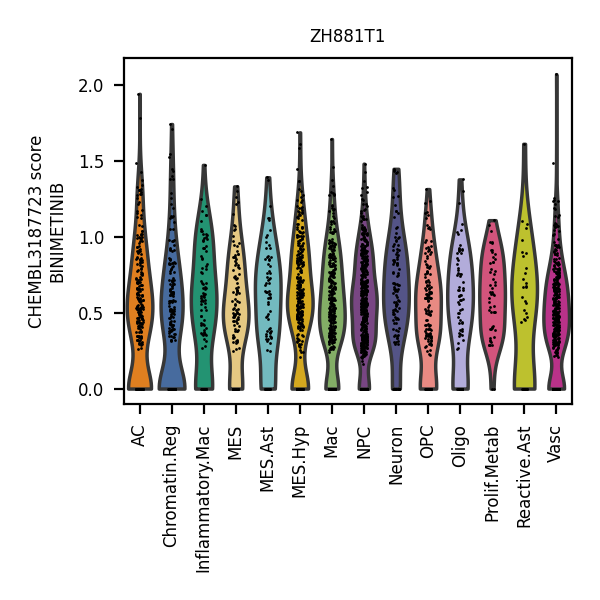 ZH881T1
CHEMBL3187723 score
BINIMETINIB
2.0
1.5
1.0
0.5
0.0
AC
Chromatin.Reg
Inflammatory.Mac
MES
MES.Ast
MES.Hyp
Mac
NPC
Neuron
OPC
Oligo
Prolif.Metab
Reactive.Ast
Vasc